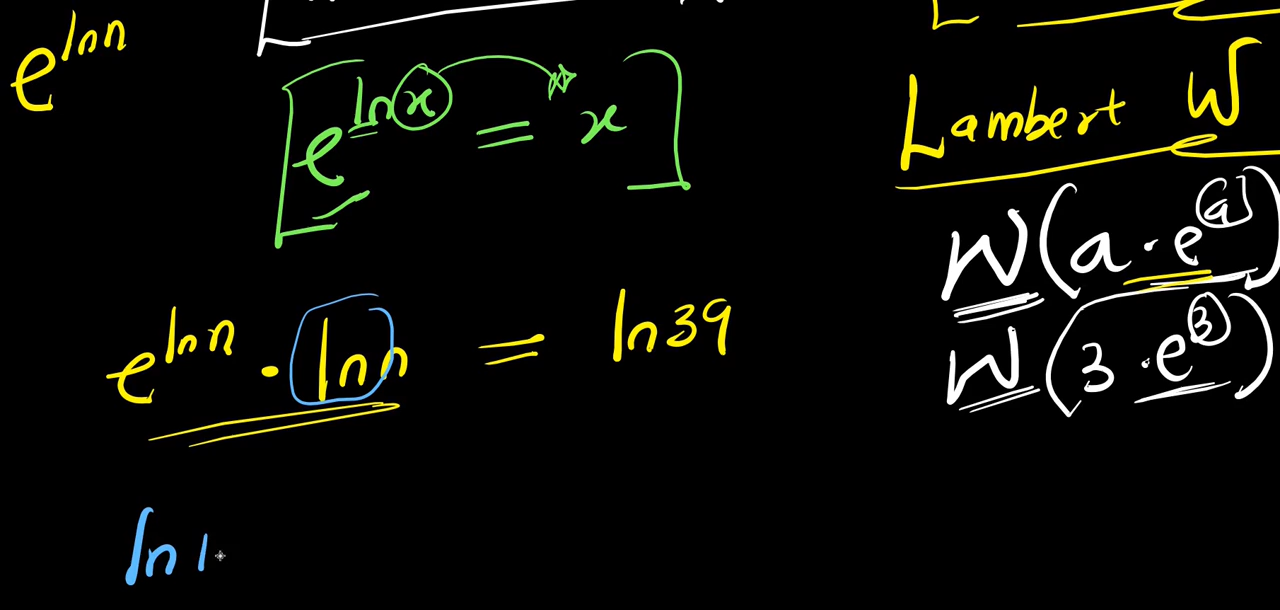 e^{ln n}
e^{ln x} = x
Lambert W
W(a · e^{a})
W(3 · e^{3})
e^{ln n} · ln n = ln 39
ln